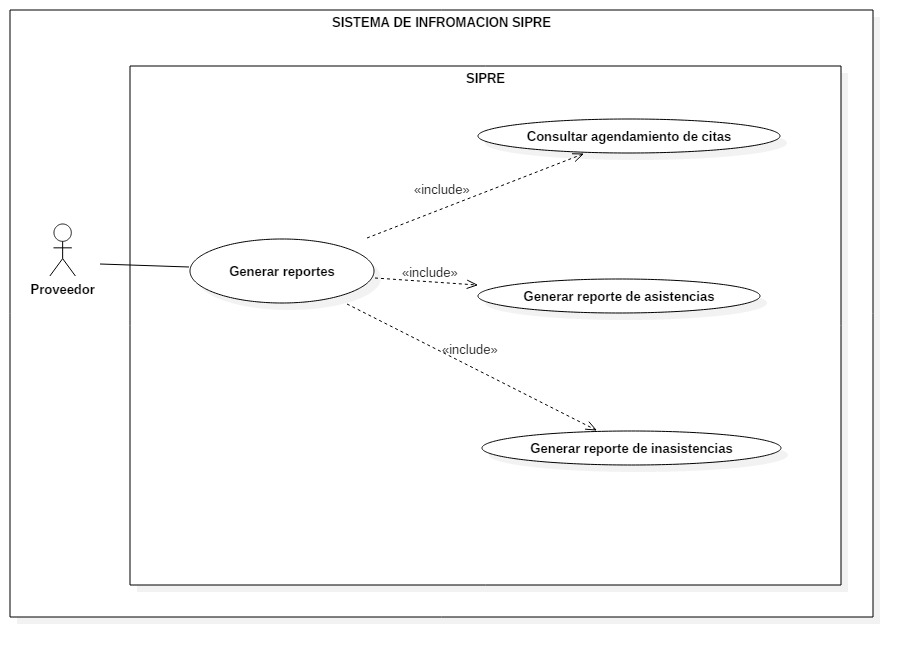 SISTEMA DE INFROMACION SIPRE
SIPRE
Consultar agendamiento de citas
«include»
Generar reportes
«include»
Proveedor
Generar reporte de asistencias
«include»
Generar reporte de inasistencias